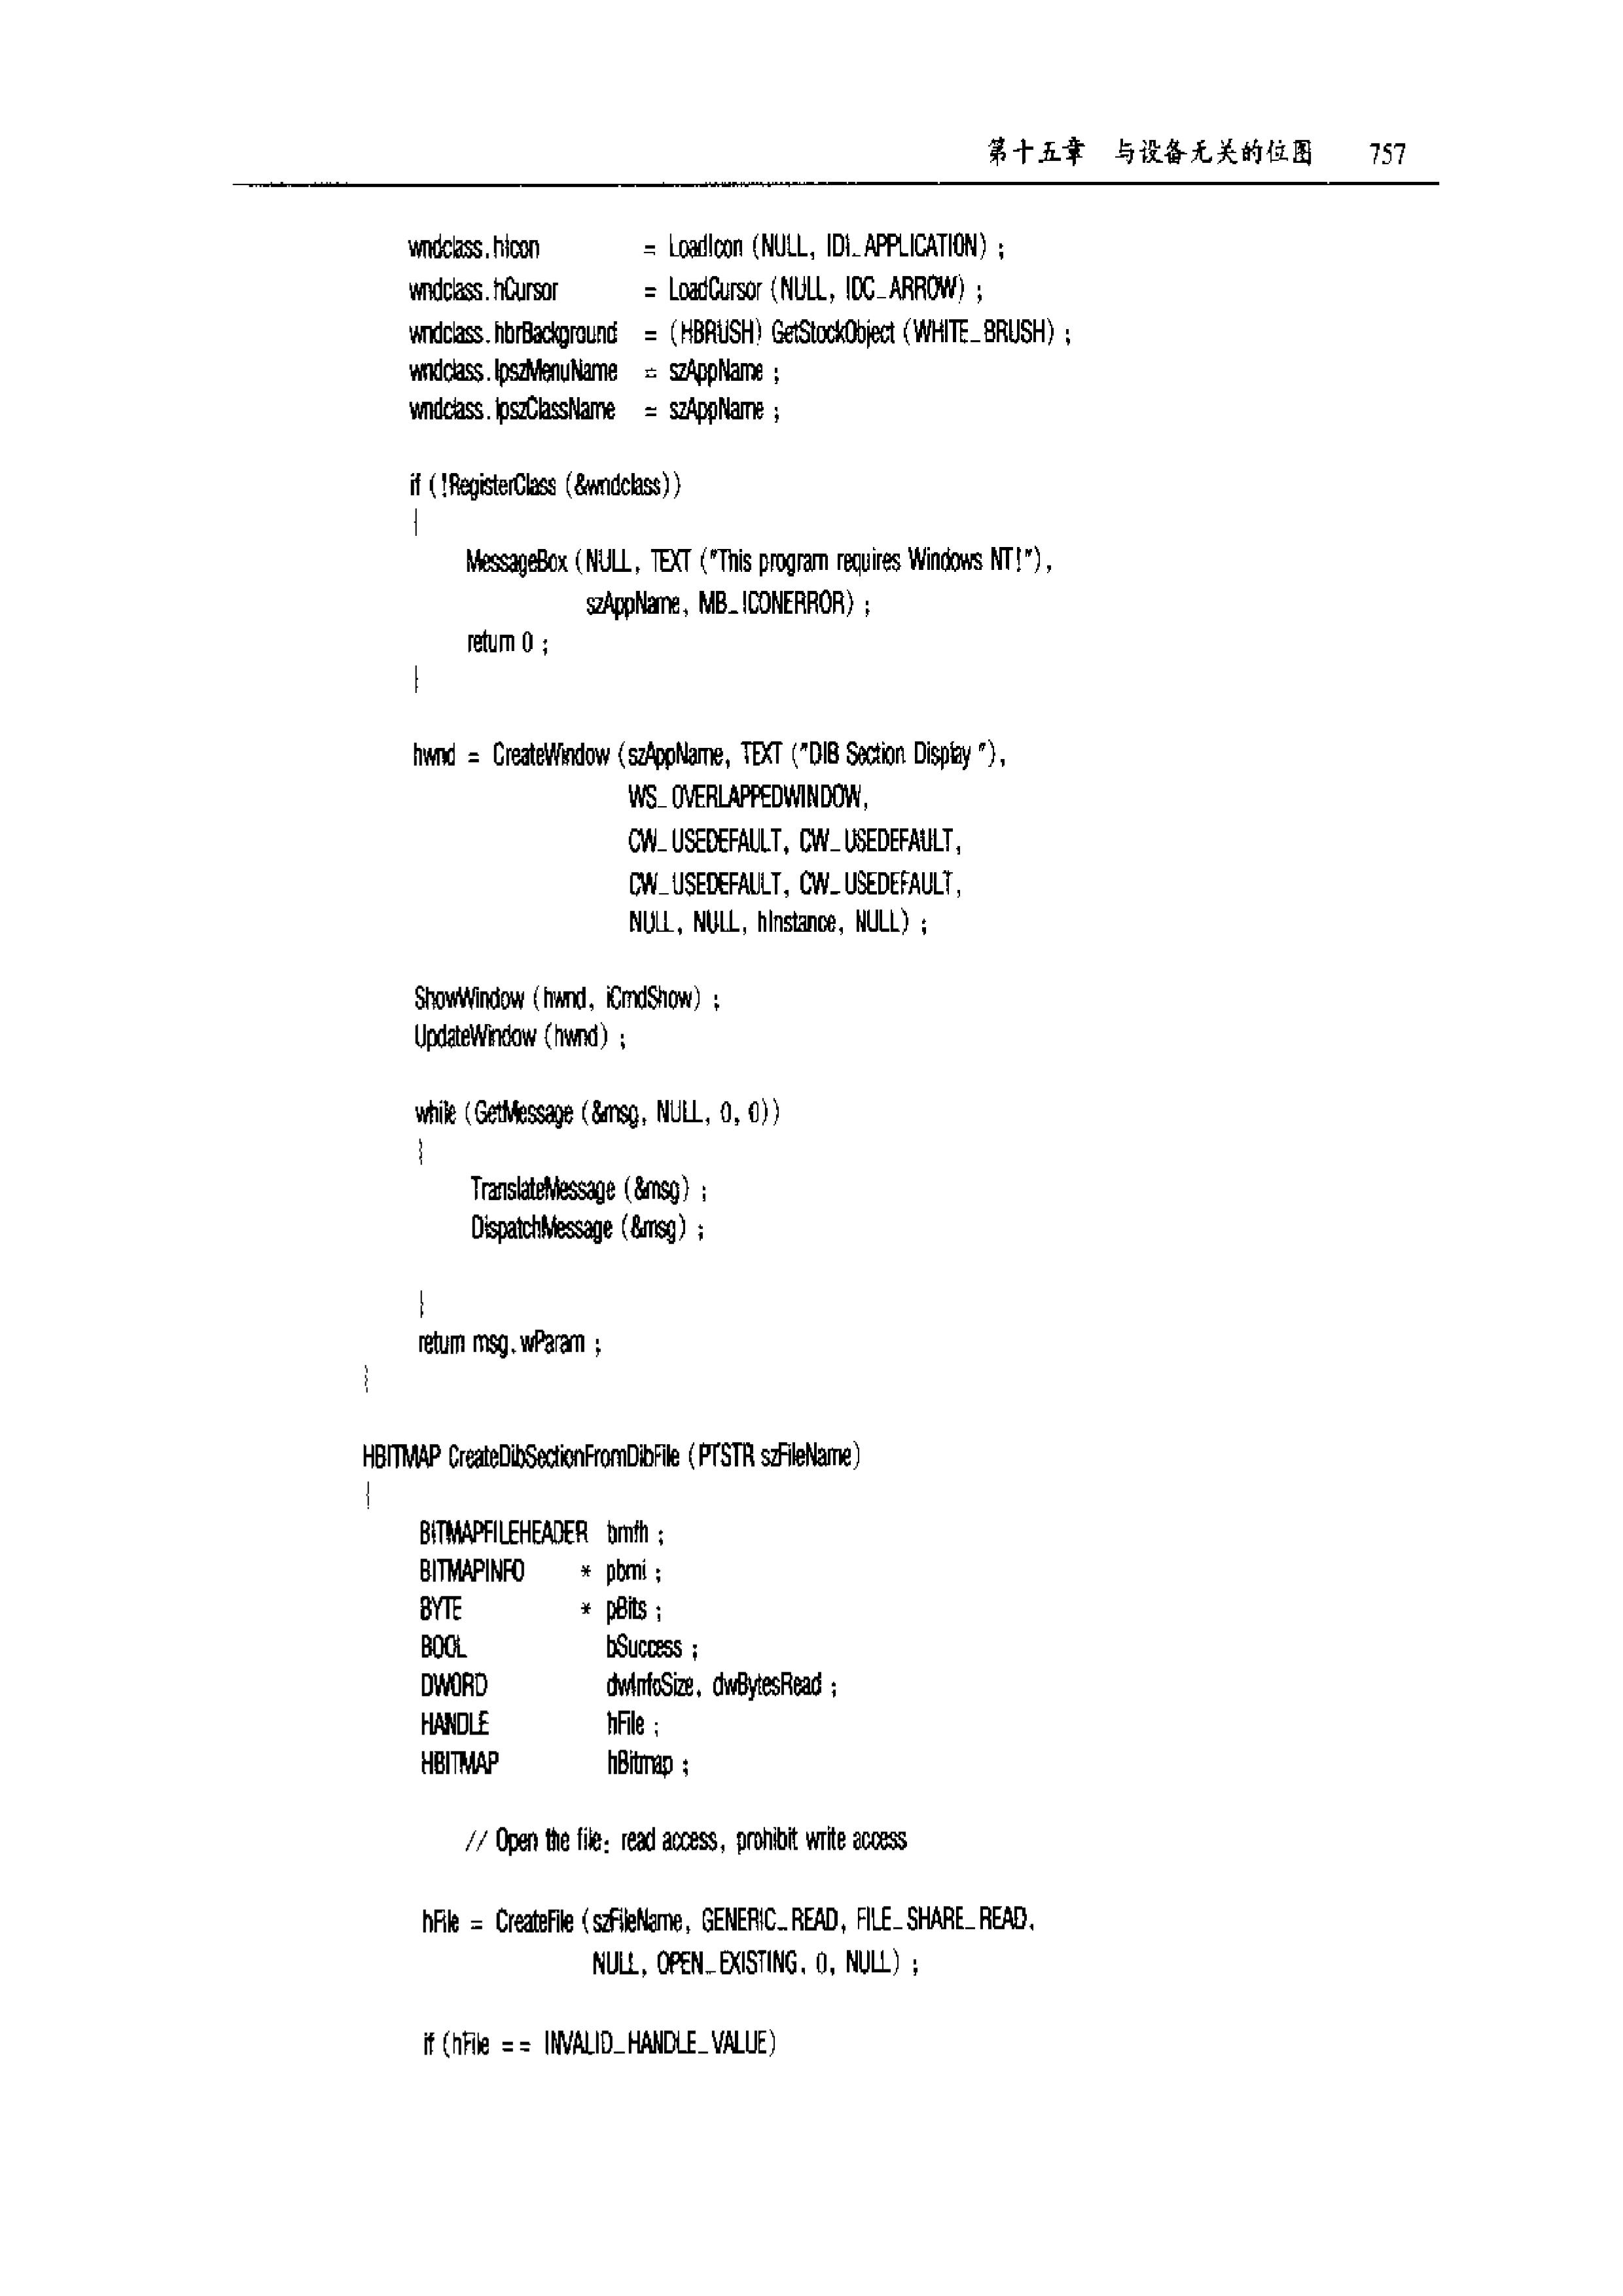 第十五章 与设备无关的位图 757
wndclass.hIcon = LoadIcon (NULL, IDI_APPLICATION) ;
wndclass.hCursor = LoadCursor (NULL, IDC_ARROW) ;
wndclass.hbrBackground = (HBRUSH) GetStockObject (WHITE_BRUSH) ;
wndclass.lpszMenuName = szAppName ;
wndclass.lpszClassName = szAppName ;
if (!RegisterClass (&wndclass))
{
MessageBox (NULL, TEXT ("This program requires Windows NT!"),
szAppName, MB_ICONERROR) ;
return 0 ;
}
hwnd = CreateWindow (szAppName, TEXT ("DIB Section Display "),
WS_OVERLAPPEDWINDOW,
CW_USEDEFAULT, CW_USEDEFAULT,
CW_USEDEFAULT, CW_USEDEFAULT,
NULL, NULL, hInstance, NULL) ;
ShowWindow (hwnd, iCmdShow) ;
UpdateWindow (hwnd) ;
while (GetMessage (&msg, NULL, 0, 0))
{
TranslateMessage (&msg) ;
DispatchMessage (&msg) ;
}
return msg.wParam ;
}
HBITMAP CreateDibSectionFromDibFile (PTSTR szFileName)
{
BITMAPFILEHEADER bmfh ;
BITMAPINFO * pbmi ;
BYTE * pBits ;
BOOL bSuccess ;
DWORD dwInfoSize, dwBytesRead ;
HANDLE hFile ;
HBITMAP hBitmap ;
// Open the file: read access, prohibit write access
hFile = CreateFile (szFileName, GENERIC_READ, FILE_SHARE_READ,
NULL, OPEN_EXISTING, 0, NULL) ;
if (hFile == INVALID_HANDLE_VALUE)